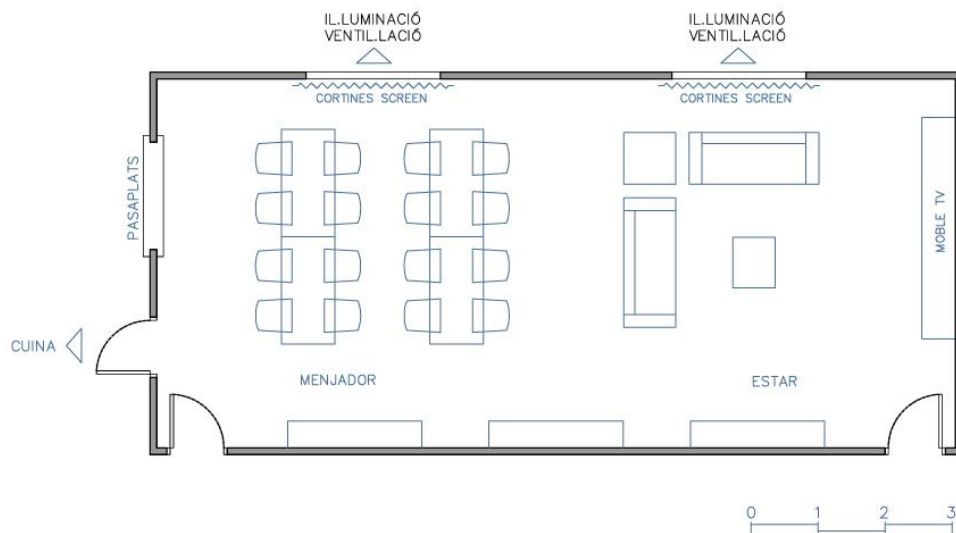 IL.LUMINACIÓ
VENTIL.LACIÓ
IL.LUMINACIÓ
VENTIL.LACIÓ
CORTINES SCREEN
CORTINES SCREEN
PASAPLATS
MOBLE TV
CUINA
MENJADOR
ESTAR
0 1 2 3